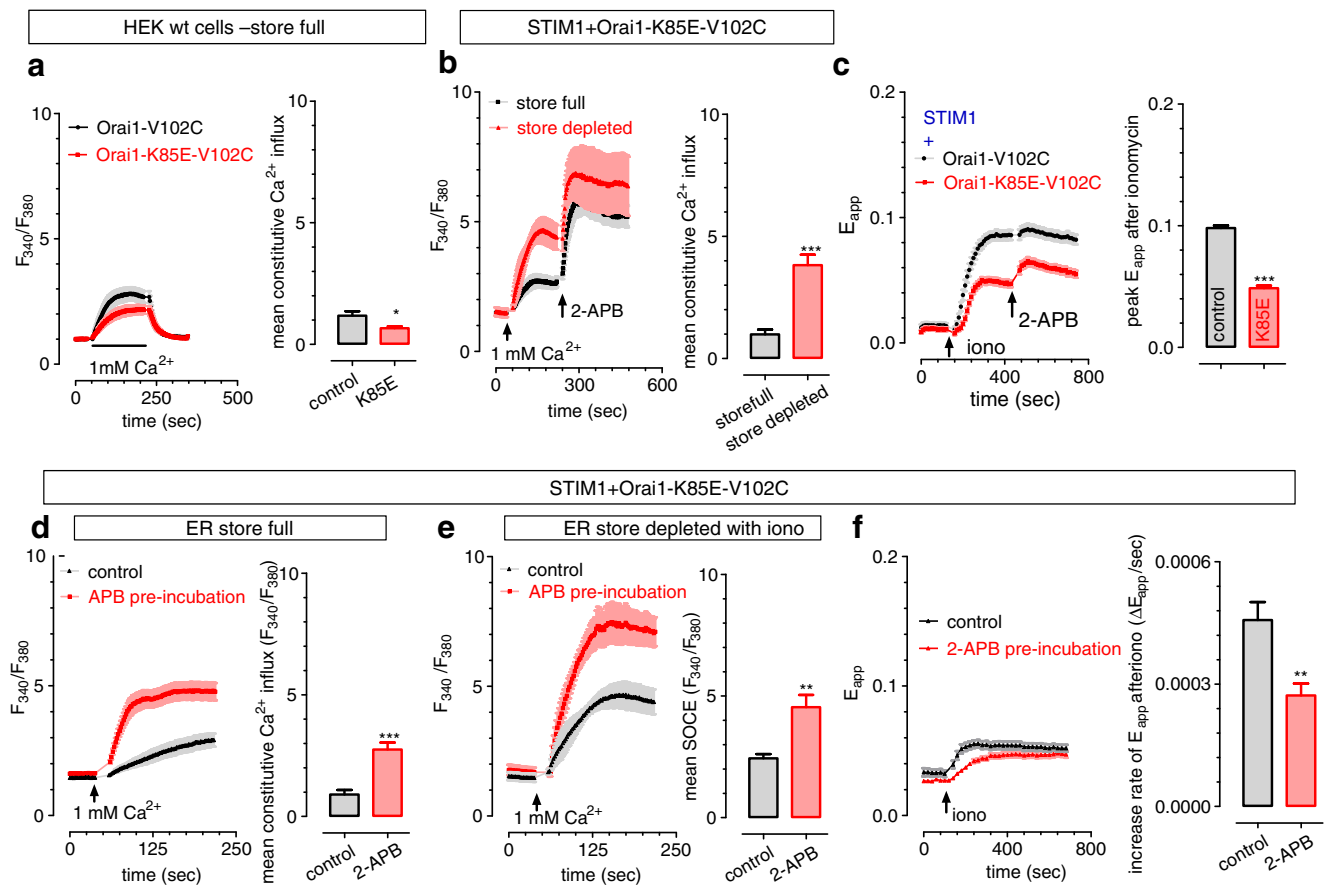 HEK wt cells –store full
STIM1+Orai1-K85E-V102C
a
10
5
0
F340/F380
Orai1-V102C
Orai1-K85E-V102C
1mM Ca2+
0
250
500
time (sec)
mean constitutive Ca2+ influx
10
5
0
*
control
K85E
b
10
5
0
F340/F380
store full
store depleted
2-APB
1 mM Ca2+
0
300
600
time (sec)
mean constitutive Ca2+ influx
10
5
0
***
storefull
store depleted
c
Eapp
0.2
0.1
0.0
STIM1
+
Orai1-V102C
Orai1-K85E-V102C
2-APB
iono
0
400
800
time (sec)
peak Eapp after ionomycin
0.2
0.1
0.0
***
control
K85E
STIM1+Orai1-K85E-V102C
d
ER store full
10
5
0
F340/F380
control
APB pre-incubation
1 mM Ca2+
0
125
250
time (sec)
mean constitutive Ca2+ influx (F340/F380)
10
5
0
***
control
2-APB
e
ER store depleted with iono
10
5
0
F340/F380
control
APB pre-incubation
1 mM Ca2+
0
125
250
time (sec)
mean SOCE (F340/F380)
10
5
0
**
control
2-APB
f
0.2
0.1
0.0
Eapp
control
2-APB pre-incubation
iono
0
400
800
time (sec)
increase rate of Eapp afteriono (ΔEapp/sec)
0.0006
0.0003
0.0000
**
control
2-APB